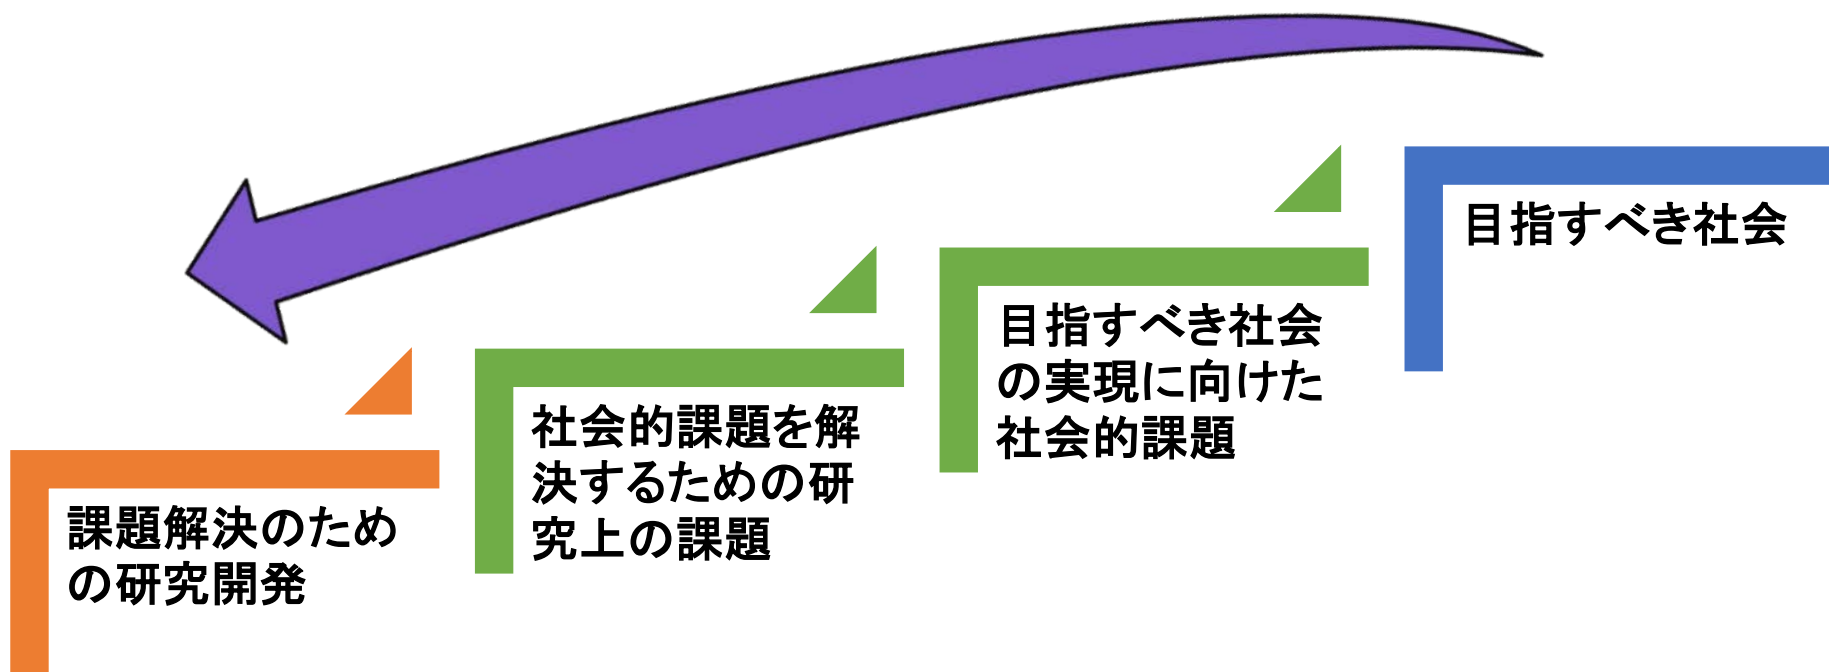 目指すべき社会
目指すべき社会
の実現に向けた
社会的課題
社会的課題を解
決するための研
究上の課題
課題解決のため
の研究開発